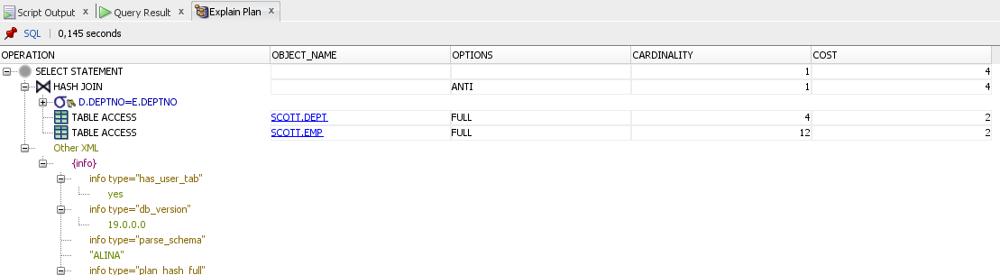 Script Output x Query Result x Explain Plan x
SQL | 0,145 seconds
OPERATION OBJECT_NAME OPTIONS CARDINALITY COST
SELECT STATEMENT 1 4
HASH JOIN ANTI 1 4
D.DEPTNO=E.DEPTNO
TABLE ACCESS SCOTT.DEPT FULL 4 2
TABLE ACCESS SCOTT.EMP FULL 12 2
Other XML
{info}
info type="has_user_tab"
yes
info type="db_version"
19.0.0.0
info type="parse_schema"
"ALINA"
info type="plan_hash_full"